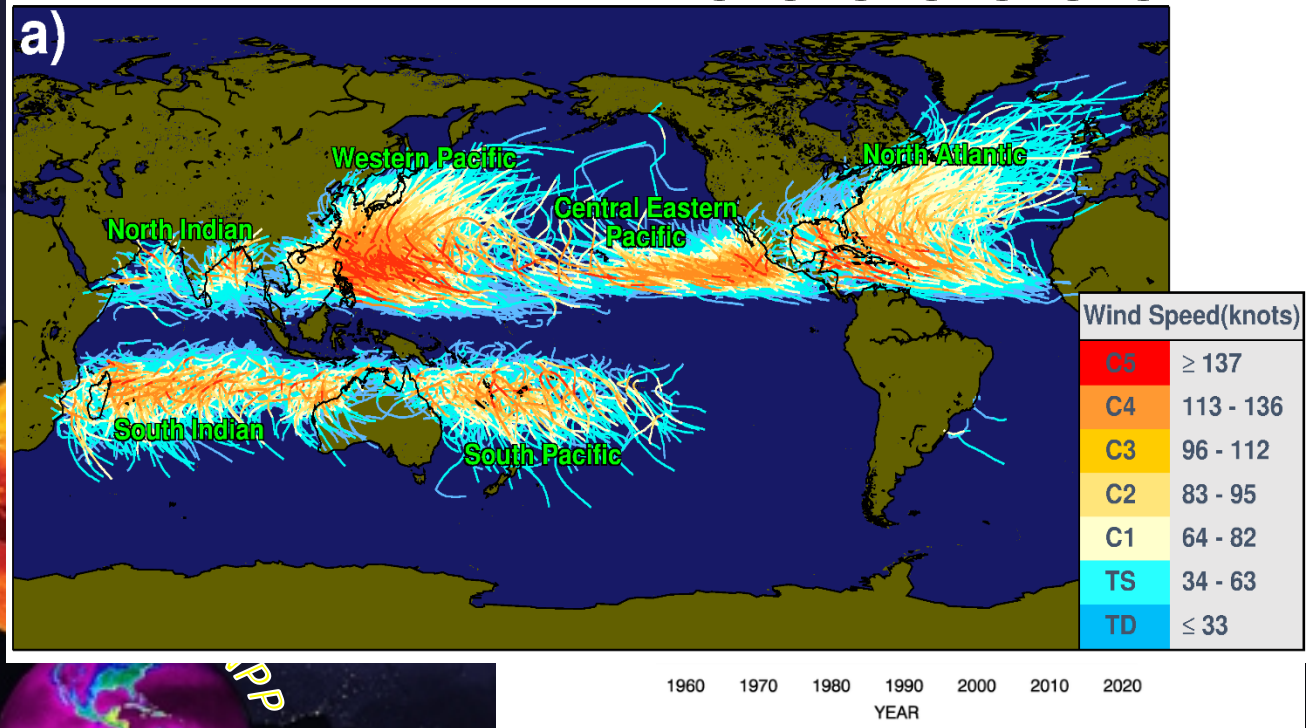 a)
Western Pacific
North Atlantic
North Indian
Central Eastern
Pacific
South Indian
South Pacific
Wind Speed(knots)
C5 ≥ 137
C4 113 - 136
C3 96 - 112
C2 83 - 95
C1 64 - 82
TS 34 - 63
TD ≤ 33
NPP
1960 1970 1980 1990 2000 2010 2020
YEAR